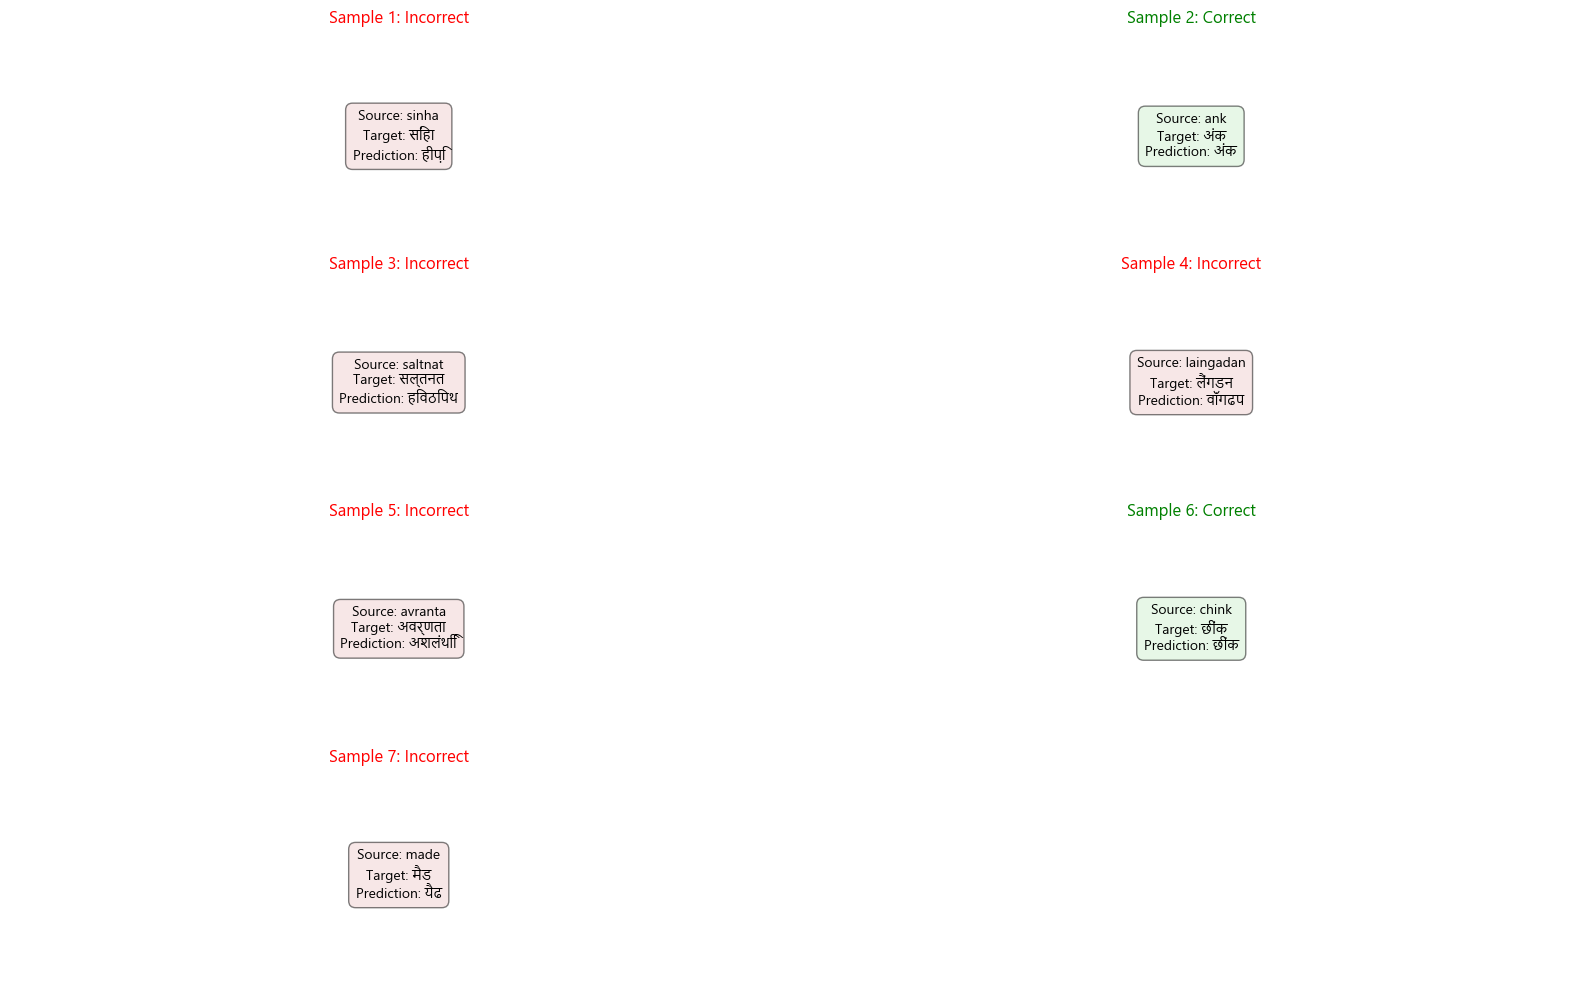 Sample 1: Incorrect
Source: sinha
Target:
Prediction:
Sample 2: Correct
Source: ank
Target: अंक
Prediction: अंक
Sample 3: Incorrect
Source: saltnat
Target: सल्तनत
Prediction: हविठपिथ
Sample 4: Incorrect
Source: laingadan
Target: लैंगडन
Prediction: वॉगढप
Sample 5: Incorrect
Source: avranta
Target: अवर्णता
Prediction:
Sample 6: Correct
Source: chink
Target: छींक
Prediction: छींक
Sample 7: Incorrect
Source: made
Target: मैड
Prediction: यैढ